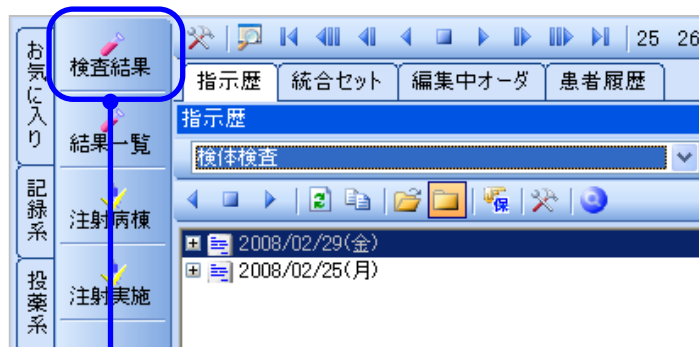 お気に入り
記録系
投薬系
検査結果
結果一覧
注射病棟
注射実施
25 26
指示歴 統合セット 編集中オーダ 患者履歴
指示歴
検体検査
保
2008/02/29(金)
2008/02/25(月)